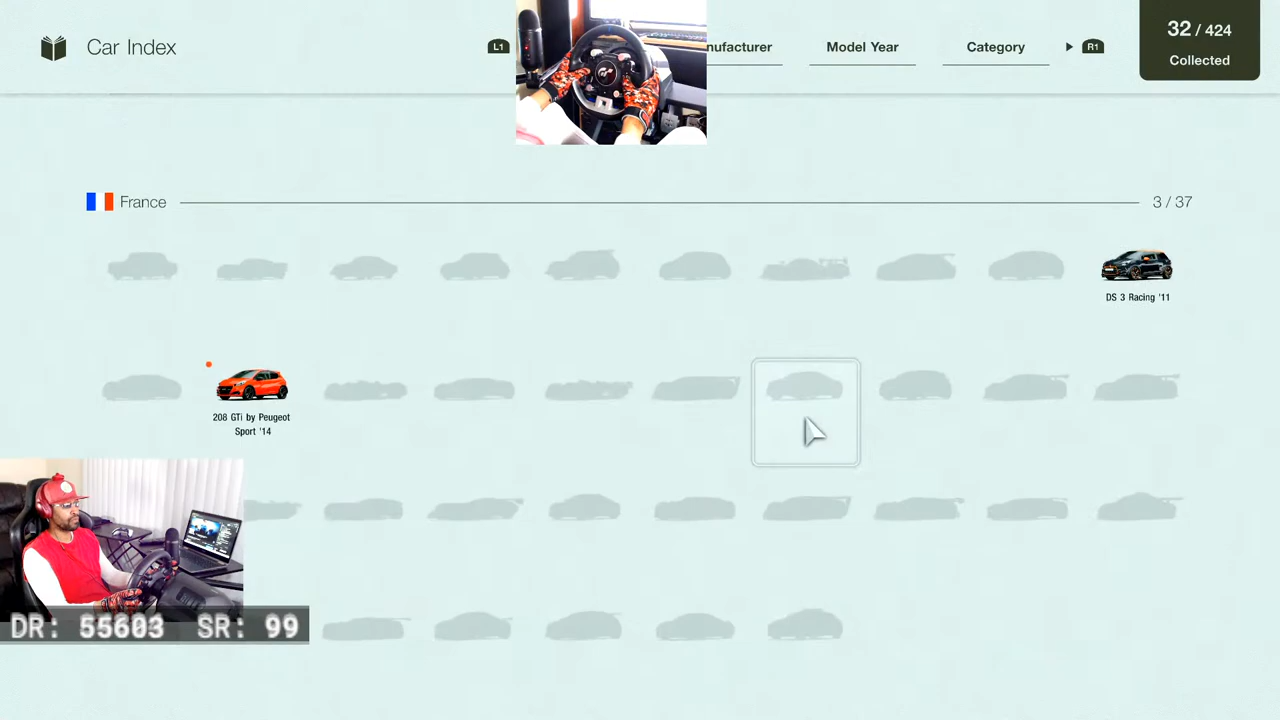 Car Index
L1
nufacturer
Model Year
Category
R1
32 / 424
Collected
France
3 / 37
DS 3 Racing '11
208 GTi by Peugeot
Sport '14
DR: 55603 SR: 99